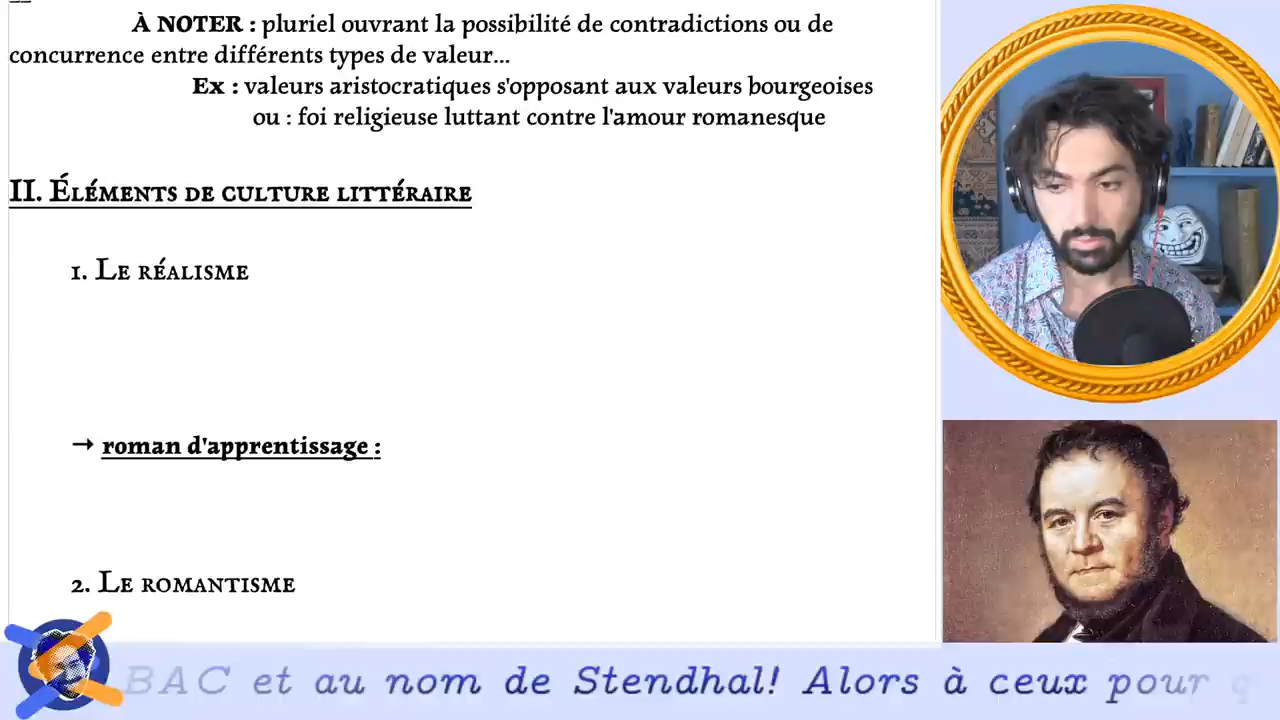 À NOTER : pluriel ouvrant la possibilité de contradictions ou de
concurrence entre différents types de valeur...
Ex : valeurs aristocratiques s'opposant aux valeurs bourgeoises
ou : foi religieuse luttant contre l'amour romanesque
II. Éléments de culture littéraire
1. Le réalisme
→ roman d'apprentissage :
2. Le romantisme
BAC et au nom de Stendhal! Alors à ceux pour